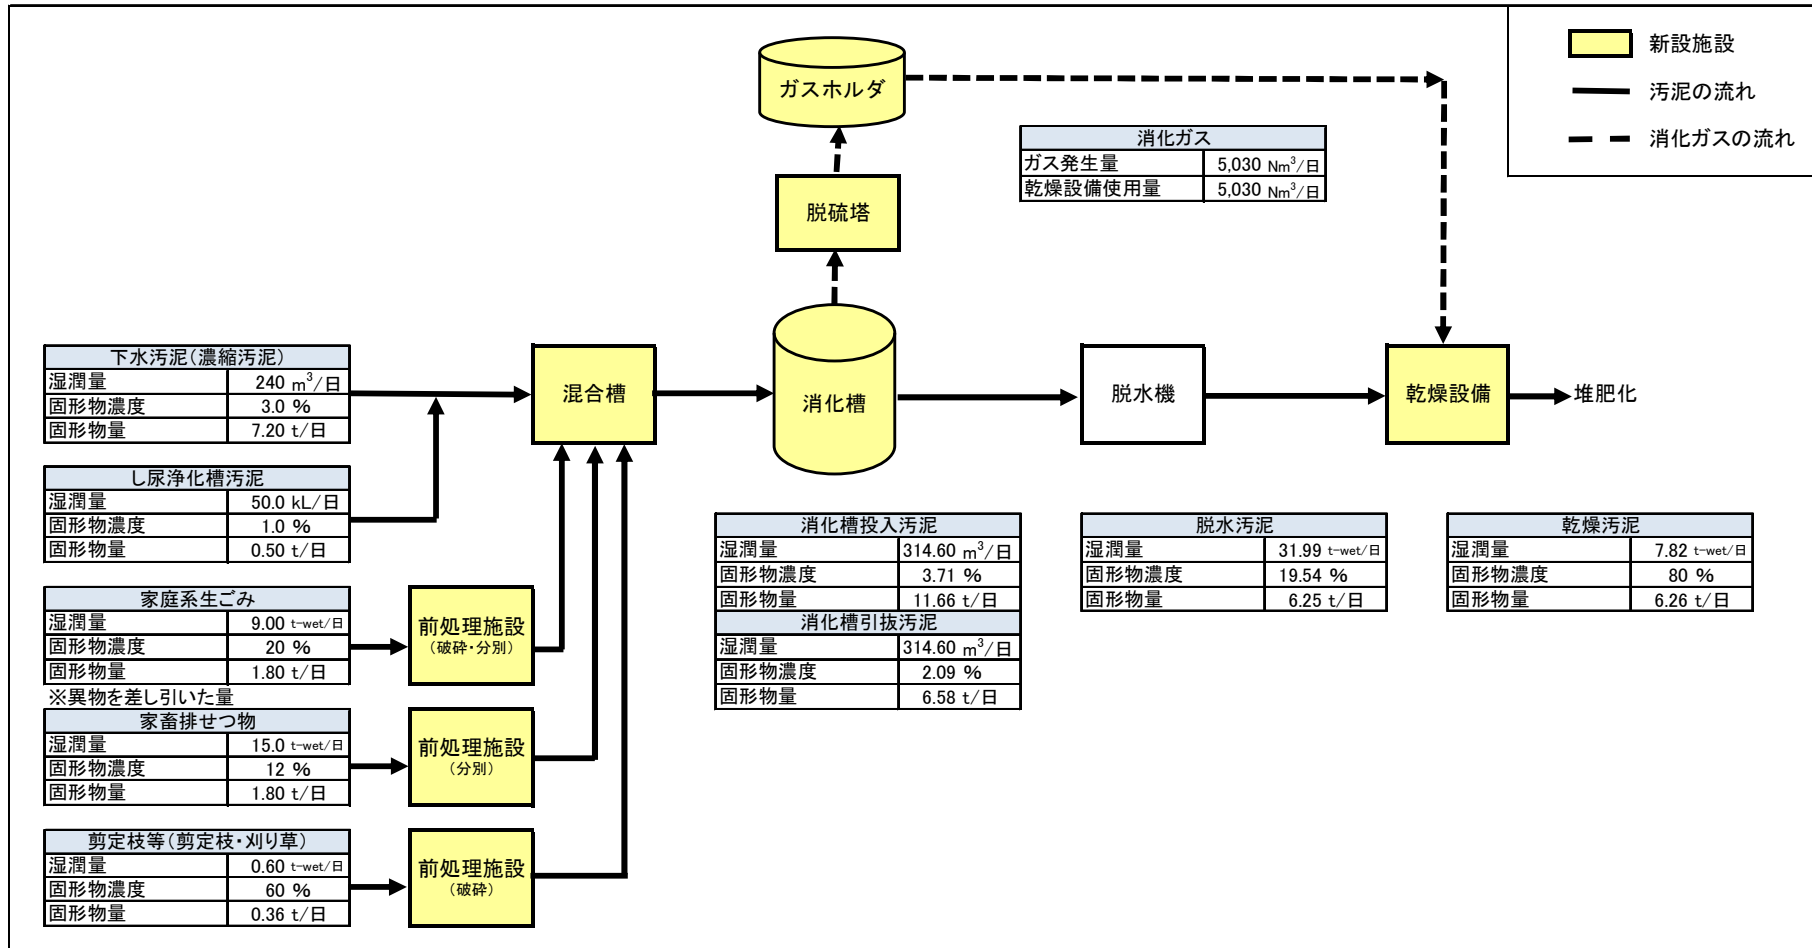 新設施設
汚泥の流れ
消化ガスの流れ
ガスホルダ
消化ガス
ガス発生量 5,030 Nm³/日
乾燥設備使用量 5,030 Nm³/日
脱硫塔
下水汚泥(濃縮汚泥)
湿潤量 240 m³/日
固形物濃度 3.0 %
固形物量 7.20 t/日
混合槽
消化槽
脱水機
乾燥設備
堆肥化
し尿浄化槽汚泥
湿潤量 50.0 kL/日
固形物濃度 1.0 %
固形物量 0.50 t/日
家庭系生ごみ
湿潤量 9.00 t-wet/日
固形物濃度 20 %
固形物量 1.80 t/日
※異物を差し引いた量
前処理施設
(破砕・分別)
家畜排せつ物
湿潤量 15.0 t-wet/日
固形物濃度 12 %
固形物量 1.80 t/日
前処理施設
(分別)
剪定枝等(剪定枝・刈り草)
湿潤量 0.60 t-wet/日
固形物濃度 60 %
固形物量 0.36 t/日
前処理施設
(破砕)
消化槽投入汚泥
湿潤量 314.60 m³/日
固形物濃度 3.71 %
固形物量 11.66 t/日
消化槽引抜汚泥
湿潤量 314.60 m³/日
固形物濃度 2.09 %
固形物量 6.58 t/日
脱水汚泥
湿潤量 31.99 t-wet/日
固形物濃度 19.54 %
固形物量 6.25 t/日
乾燥汚泥
湿潤量 7.82 t-wet/日
固形物濃度 80 %
固形物量 6.26 t/日